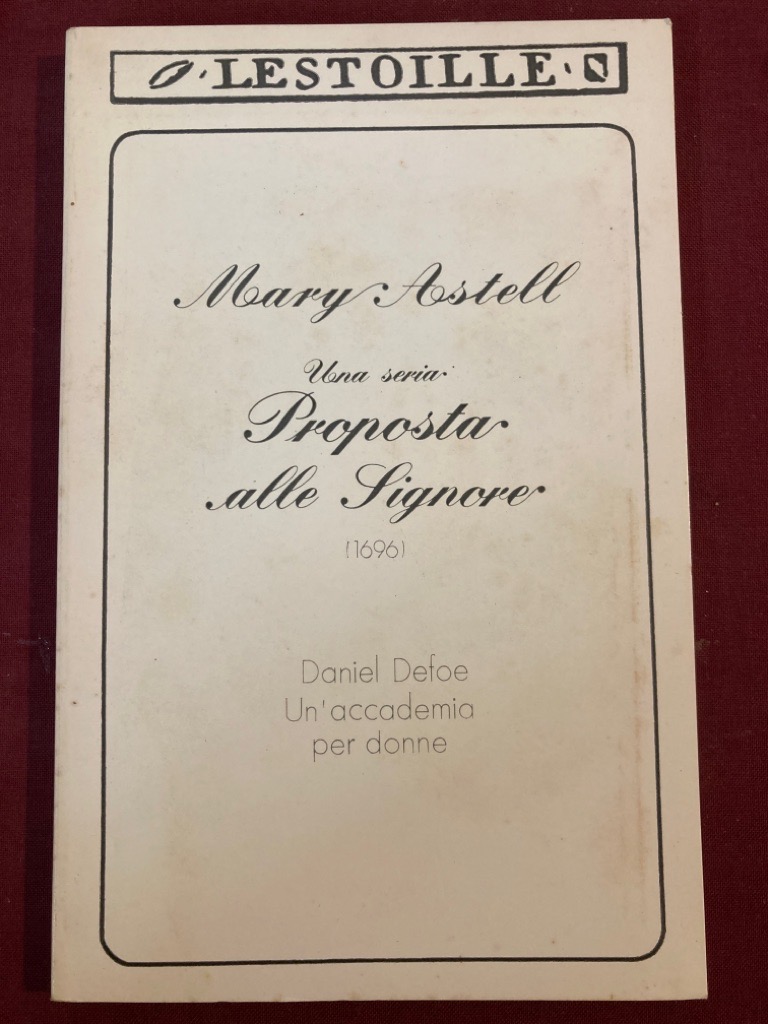 LESTOILLE
Mary Astell
Una seria
Proposta
alle Signore
(1696)
Daniel Defoe
Un'accademia
per donne